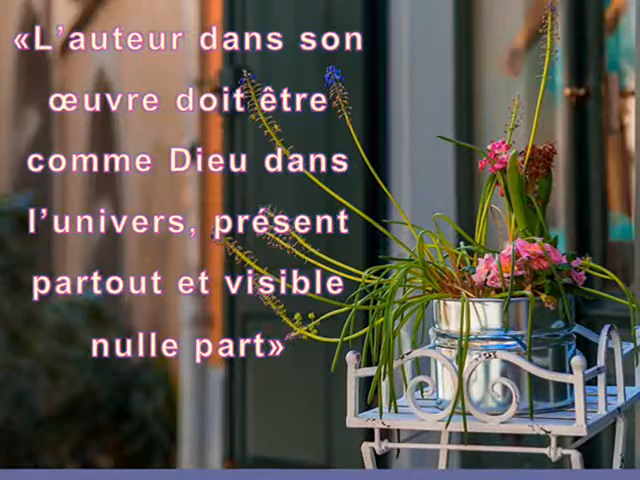 «L’auteur dans son
œuvre doit être
comme Dieu dans
l’univers, présent
partout et visible
nulle part»